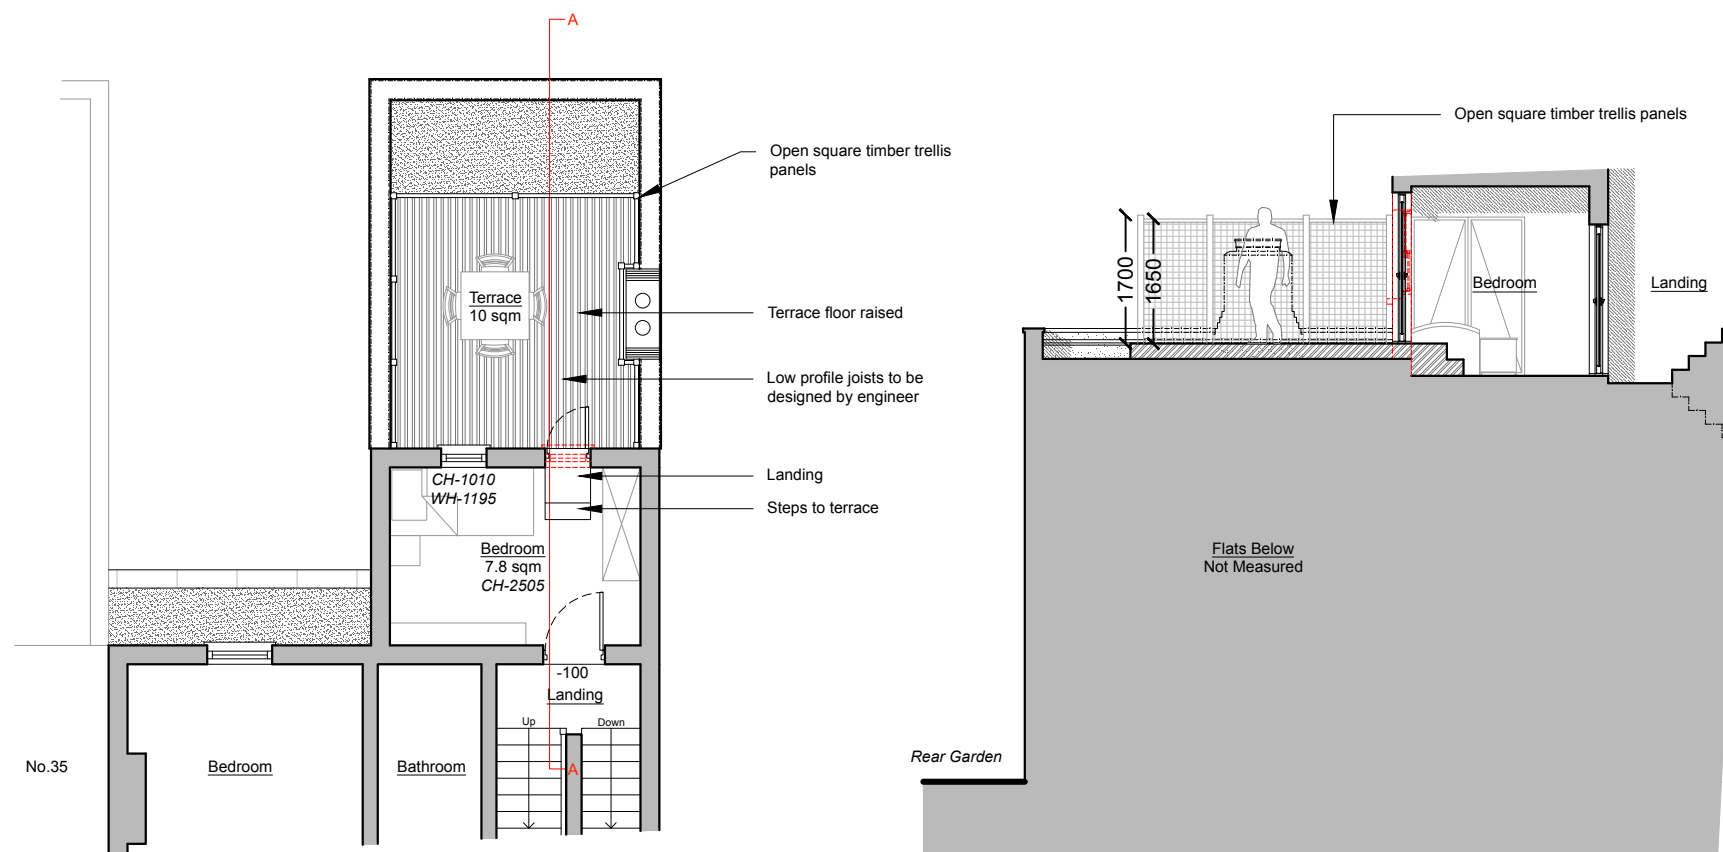 A
Open square timber trellis
panels
Terrace
10 sqm
Terrace floor raised
Low profile joists to be
designed by engineer
CH-1010
WH-1195
Landing
Steps to terrace
Bedroom
7.8 sqm
CH-2505
-100
Landing
Up
Down
No.35
Bedroom
Bathroom
A
Open square timber trellis panels
1700
1650
Bedroom
Landing
Flats Below
Not Measured
Rear Garden